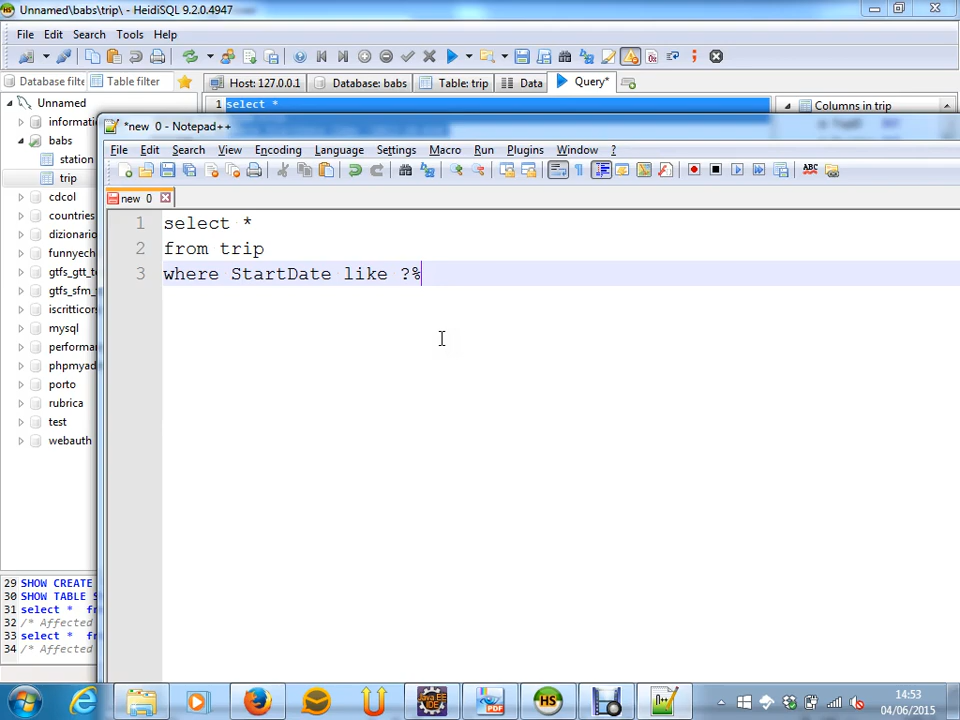 Unnamed\babs\trip\ - HeidiSQL 9.2.0.4947
File Edit Search Tools Help
Database filte Table filter Host: 127.0.0.1 Database: babs Table: trip Data Query*
1 select *
Columns in trip
Unnamed
informati
babs
station
trip
cdcol
countries
dizionario
funnyech
gtfs_gtt_t
gtfs_sfm_
iscritticors
mysql
performa
phpmyad
porto
rubrica
test
webauth
*new 0 - Notepad++
File Edit Search View Encoding Language Settings Macro Run Plugins Window ?
new 0
1 select *
2 from trip
3 where StartDate like ?%
29 SHOW CREATE
30 SHOW TABLE S
31 select * fr
32 /* Affected
33 select * fr
34 /* Affected
14:53
04/06/2015